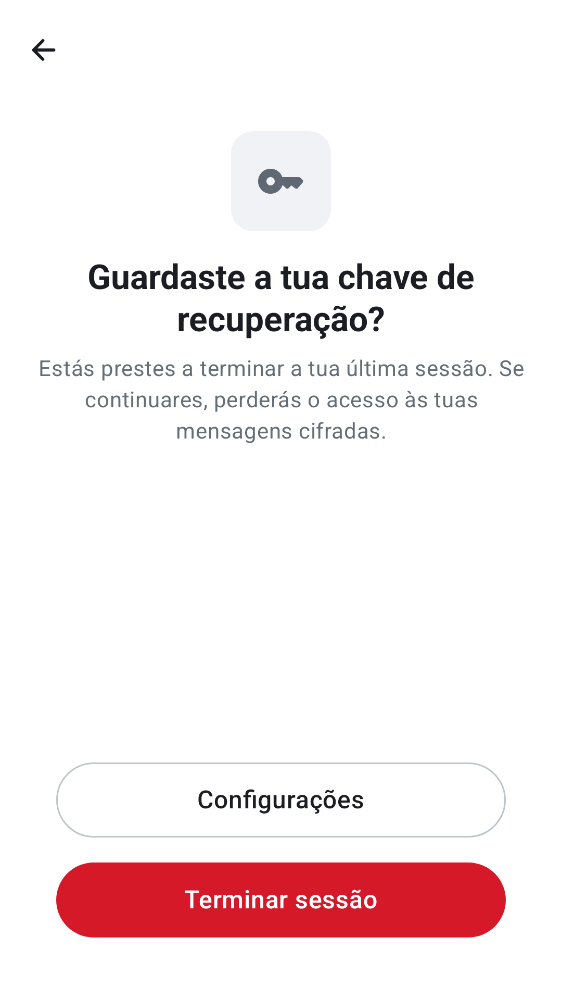 Guardaste a tua chave de
recuperação?
Estás prestes a terminar a tua última sessão. Se
continuares, perderás o acesso às tuas
mensagens cifradas.
Configurações
Terminar sessão